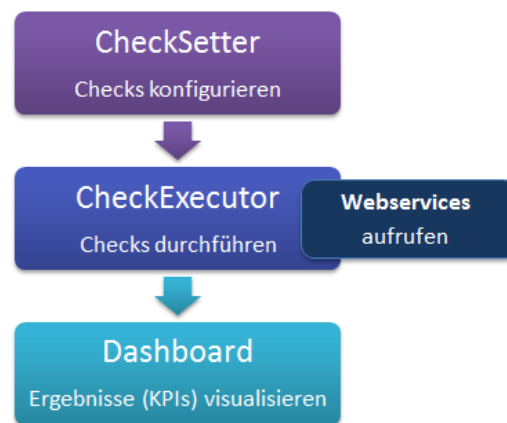 CheckSetter
Checks konfigurieren
CheckExecutor
Checks durchführen
Webservices
aufrufen
Dashboard
Ergebnisse (KPIs) visualisieren